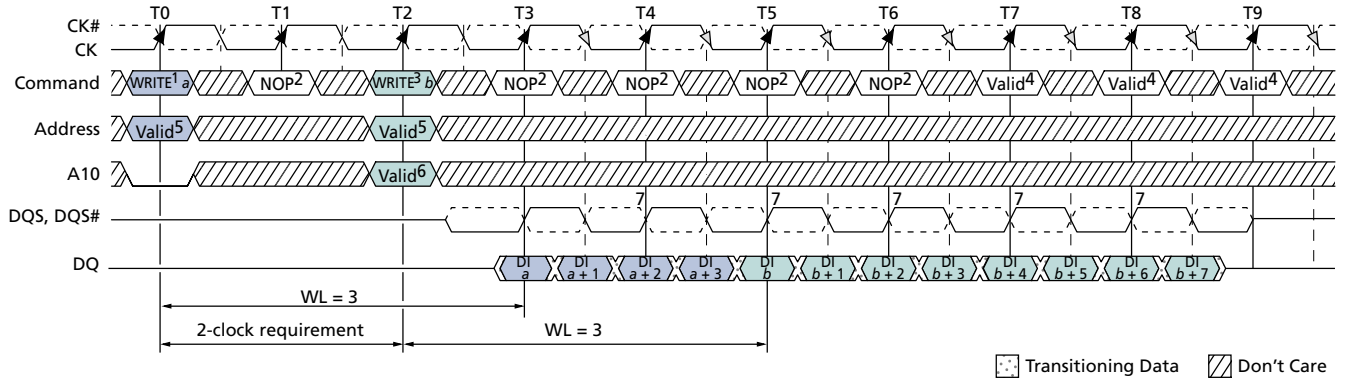 T0 T1 T2 T3 T4 T5 T6 T7 T8 T9
CK#
CK
Command WRITE1 a NOP2 WRITE3 b NOP2 NOP2 NOP2 NOP2 Valid4 Valid4 Valid4
Address Valid5 Valid5
A10 Valid6
DQS, DQS# 7 7 7 7 7
DQ DI a DI a + 1 DI a + 2 DI a + 3 DI b DI b + 1 DI b + 2 DI b + 3 DI b + 4 DI b + 5 DI b + 6 DI b + 7
WL = 3
2-clock requirement WL = 3
Transitioning Data Don't Care